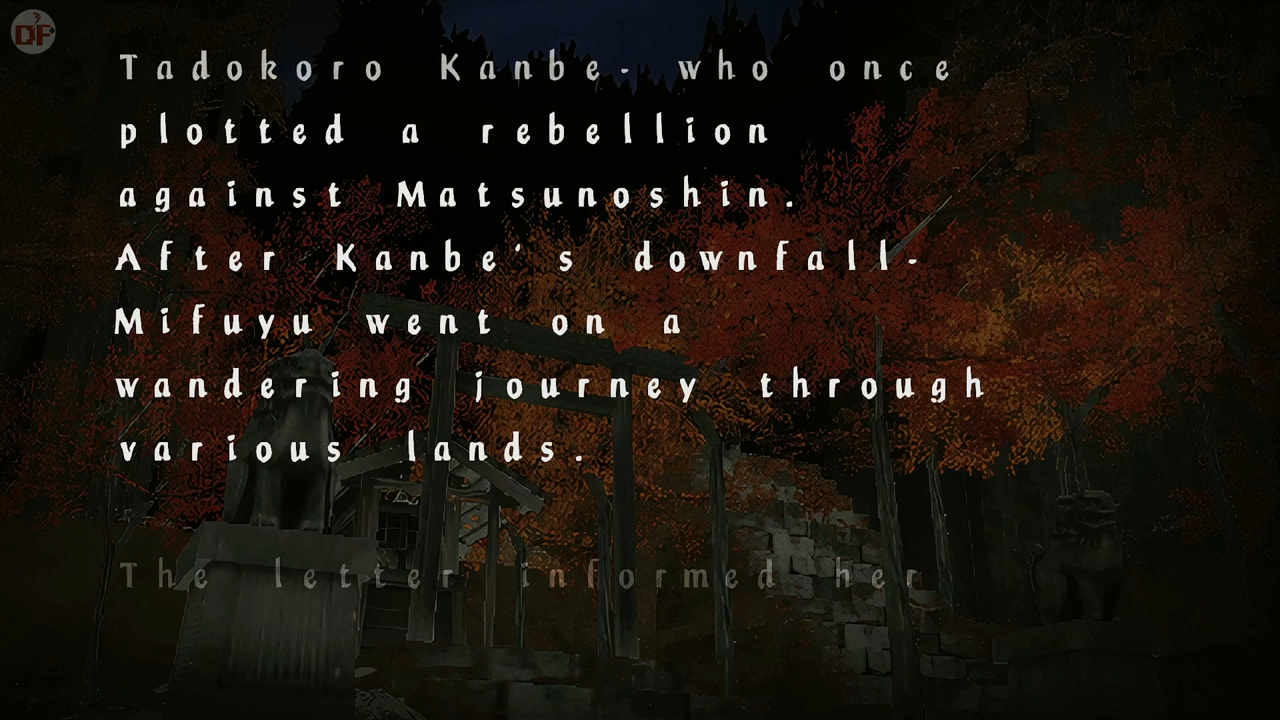 DF
Tadokoro Kanbe- who once
plotted a rebellion
against Matsunoshin.
After Kanbe's downfall-
Mifuyu went on a
wandering journey through
various lands.
The letter informed her